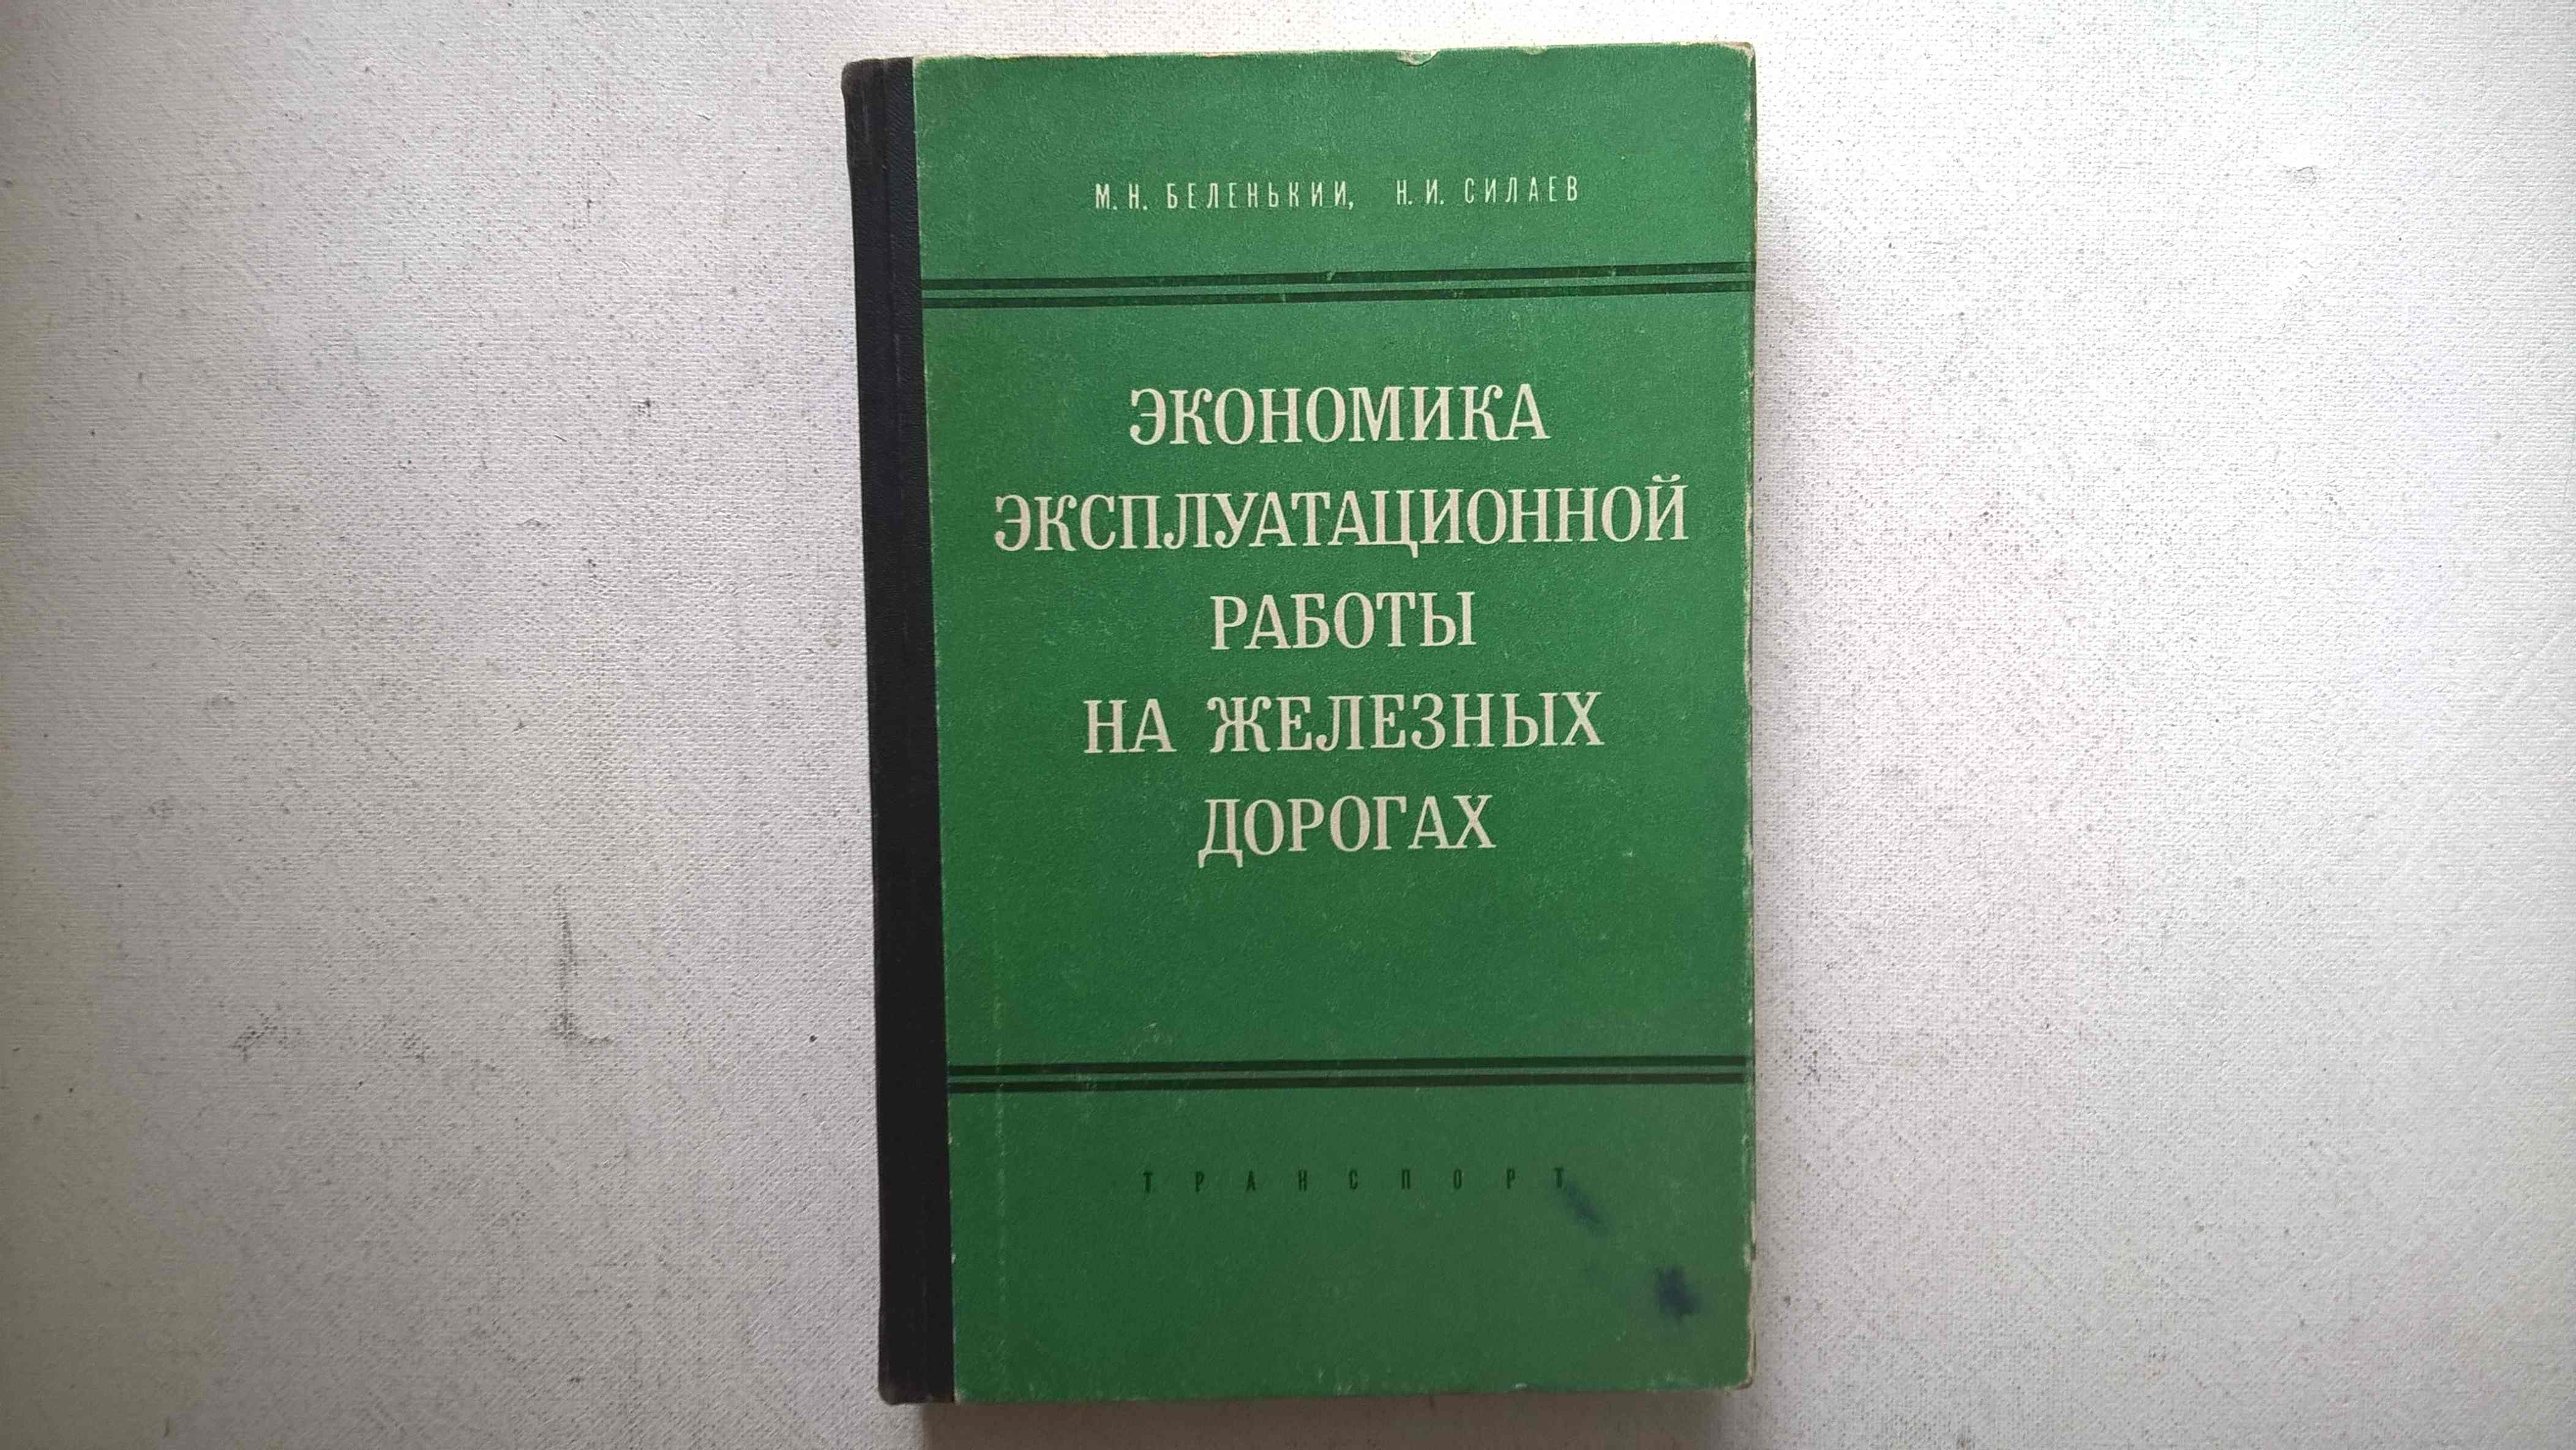 М. Н. БЕЛЕНЬКИЙ, Н. И. СИЛАЕВ
ЭКОНОМИКА
ЭКСПЛУАТАЦИОННОЙ
РАБОТЫ
НА ЖЕЛЕЗНЫХ
ДОРОГАХ
ТРАНСПОРТ